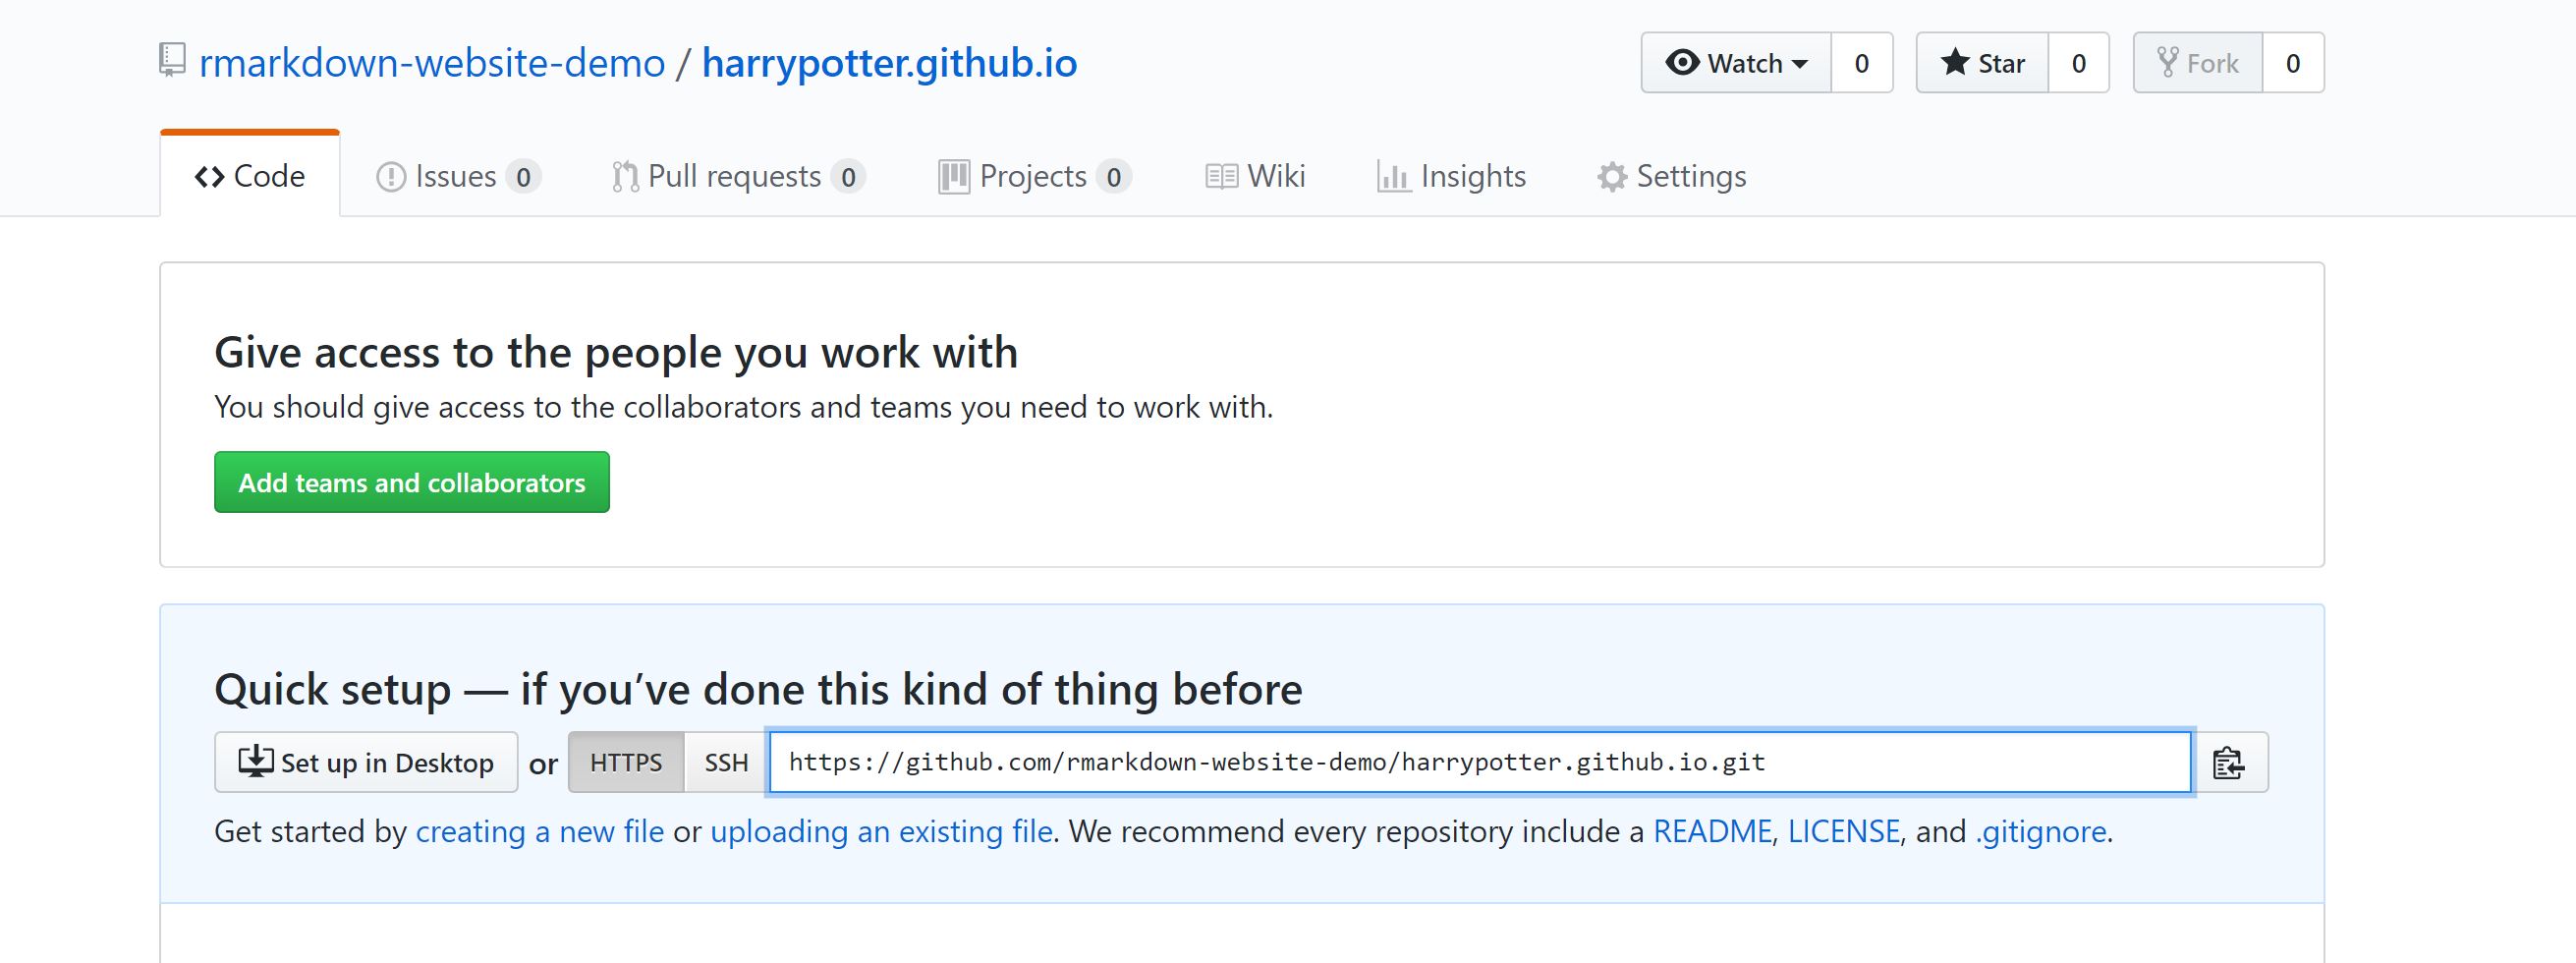 rmarkdown-website-demo / harrypotter.github.io
Watch 0 Star 0 Fork 0
Code Issues 0 Pull requests 0 Projects 0 Wiki Insights Settings
Give access to the people you work with
You should give access to the collaborators and teams you need to work with.
Add teams and collaborators
Quick setup — if you’ve done this kind of thing before
Set up in Desktop or HTTPS SSH https://github.com/rmarkdown-website-demo/harrypotter.github.io.git
Get started by creating a new file or uploading an existing file. We recommend every repository include a README, LICENSE, and .gitignore.